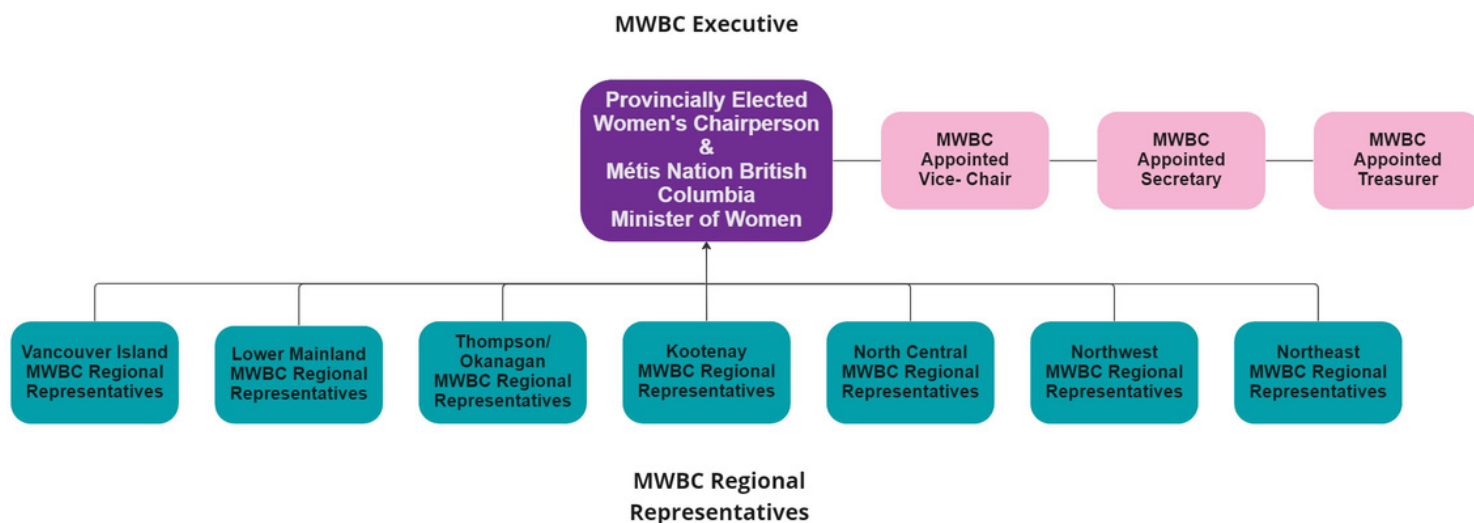 MWBC Executive
Provincially Elected
Women's Chairperson
&
Métis Nation British
Columbia
Minister of Women
MWBC
Appointed
Vice- Chair
MWBC
Appointed
Secretary
MWBC
Appointed
Treasurer
Vancouver Island
MWBC Regional
Representatives
Lower Mainland
MWBC Regional
Representatives
Thompson/
Okanagan
MWBC Regional
Representatives
Kootenay
MWBC Regional
Representatives
North Central
MWBC Regional
Representatives
Northwest
MWBC Regional
Representatives
Northeast
MWBC Regional
Representatives
MWBC Regional
Representatives